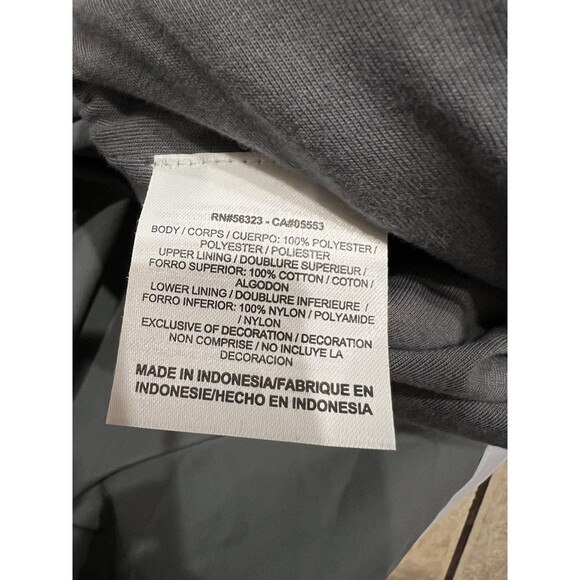 RN#56323 - CA#05553
BODY / CORPS / CUERPO: 100% POLYESTER /
POLYESTER / POLIESTER
UPPER LINING / DOUBLURE SUPERIEUR /
FORRO SUPERIOR: 100% COTTON / COTON /
ALGODON
LOWER LINING / DOUBLURE INFERIEURE /
FORRO INFERIOR: 100% NYLON / POLYAMIDE
/ NYLON
EXCLUSIVE OF DECORATION / DECORATION
NON COMPRISE / NO INCLUYE LA
DECORACION
MADE IN INDONESIA/FABRIQUE EN
INDONESIE/HECHO EN INDONESIA